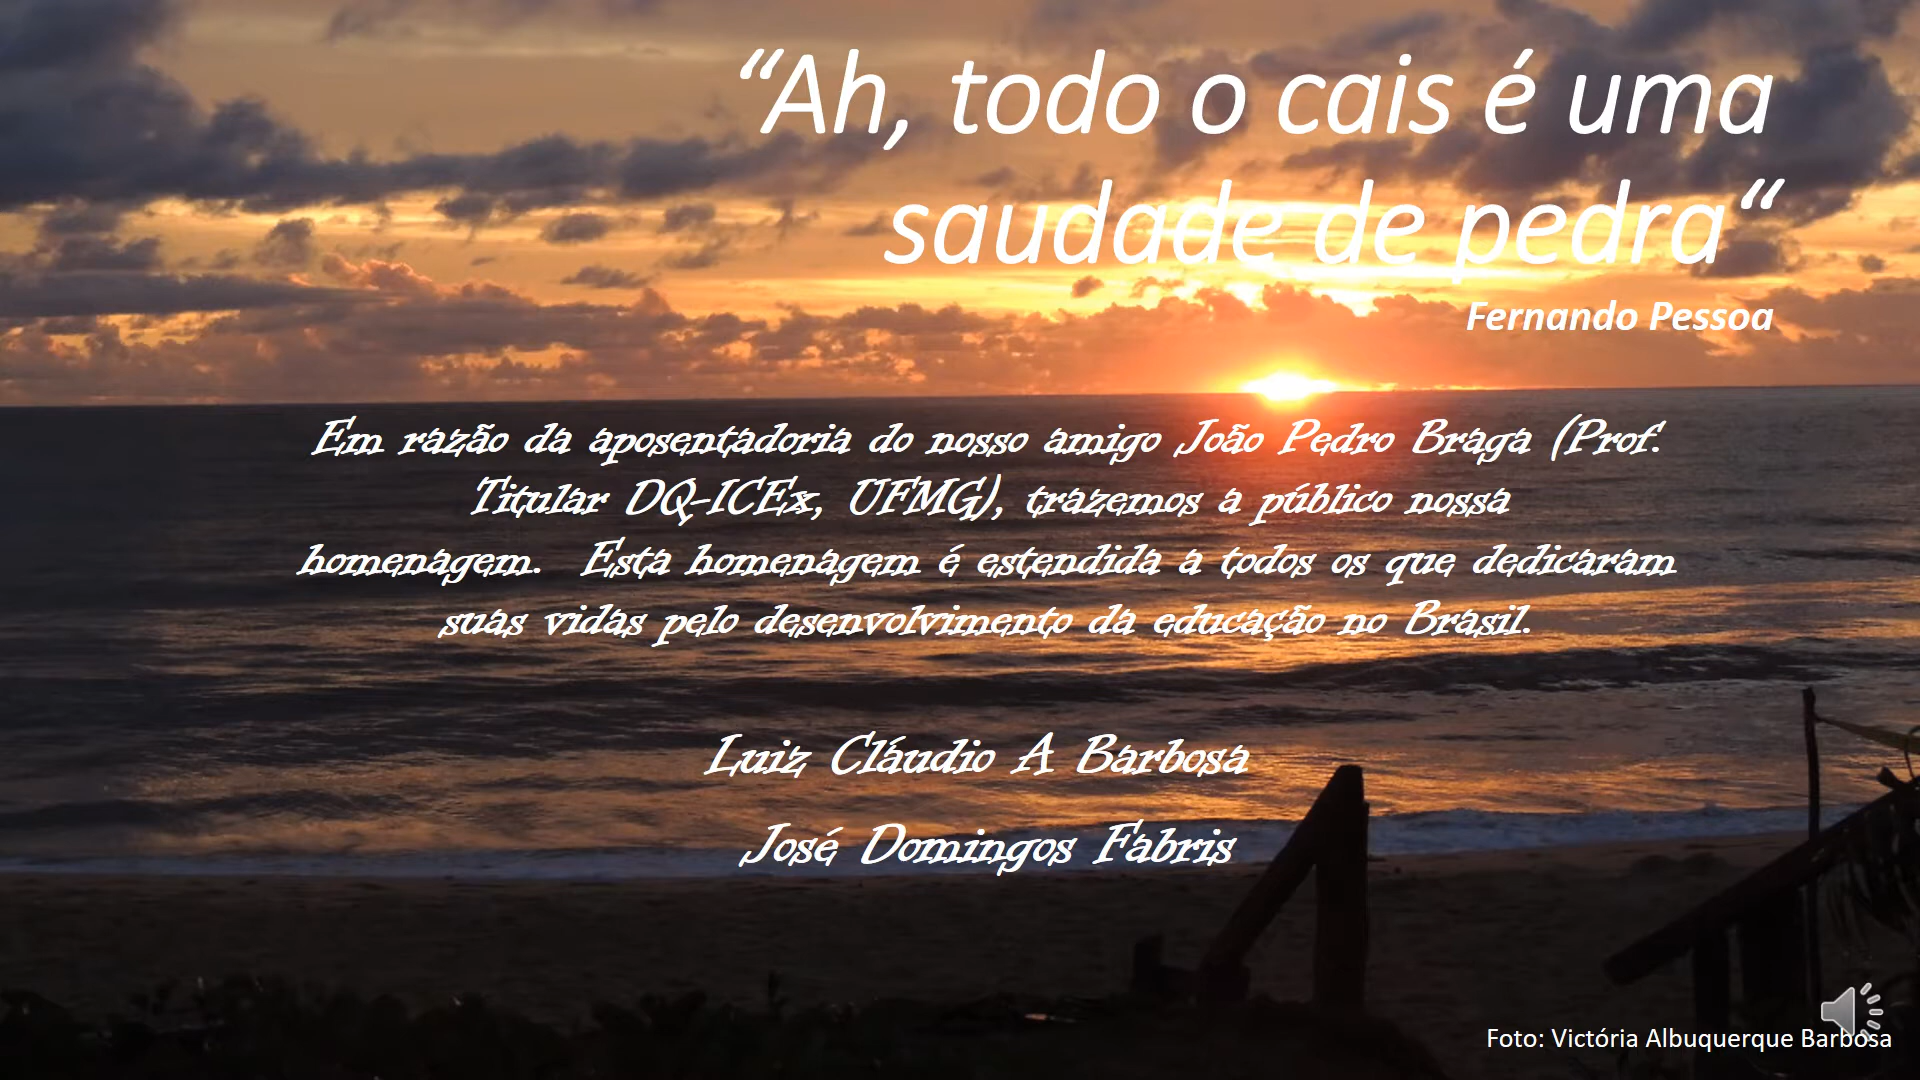 “Ah, todo o cais é uma
saudade de pedra“
Fernando Pessoa
Em razão da aposentadoria do nosso amigo João Pedro Braga (Prof.
Titular DQ-ICEx, UFMG), trazemos a público nossa
homenagem.  Esta homenagem é estendida a todos os que dedicaram
suas vidas pelo desenvolvimento da educação no Brasil.
Luiz Cláudio A Barbosa
José Domingos Fabris
Foto: Victória Albuquerque Barbosa